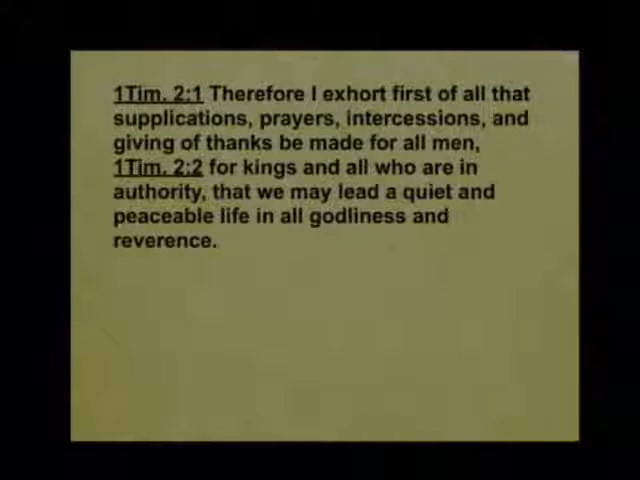 1Tim. 2:1 Therefore I exhort first of all that
supplications, prayers, intercessions, and
giving of thanks be made for all men,
1Tim. 2:2 for kings and all who are in
authority, that we may lead a quiet and
peaceable life in all godliness and
reverence.